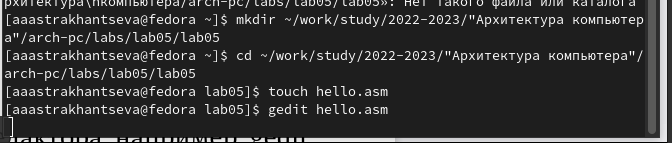 рхитектура\nкомпьютера/arch-pc/labs/lab05/lab05»: Нет такого файла или каталога
[aaastrakhantseva@fedora ~]$ mkdir ~/work/study/2022-2023/"Архитектура компьютер
а"/arch-pc/labs/lab05/lab05
[aaastrakhantseva@fedora ~]$ cd ~/work/study/2022-2023/"Архитектура компьютера"/
arch-pc/labs/lab05/lab05
[aaastrakhantseva@fedora lab05]$ touch hello.asm
[aaastrakhantseva@fedora lab05]$ gedit hello.asm